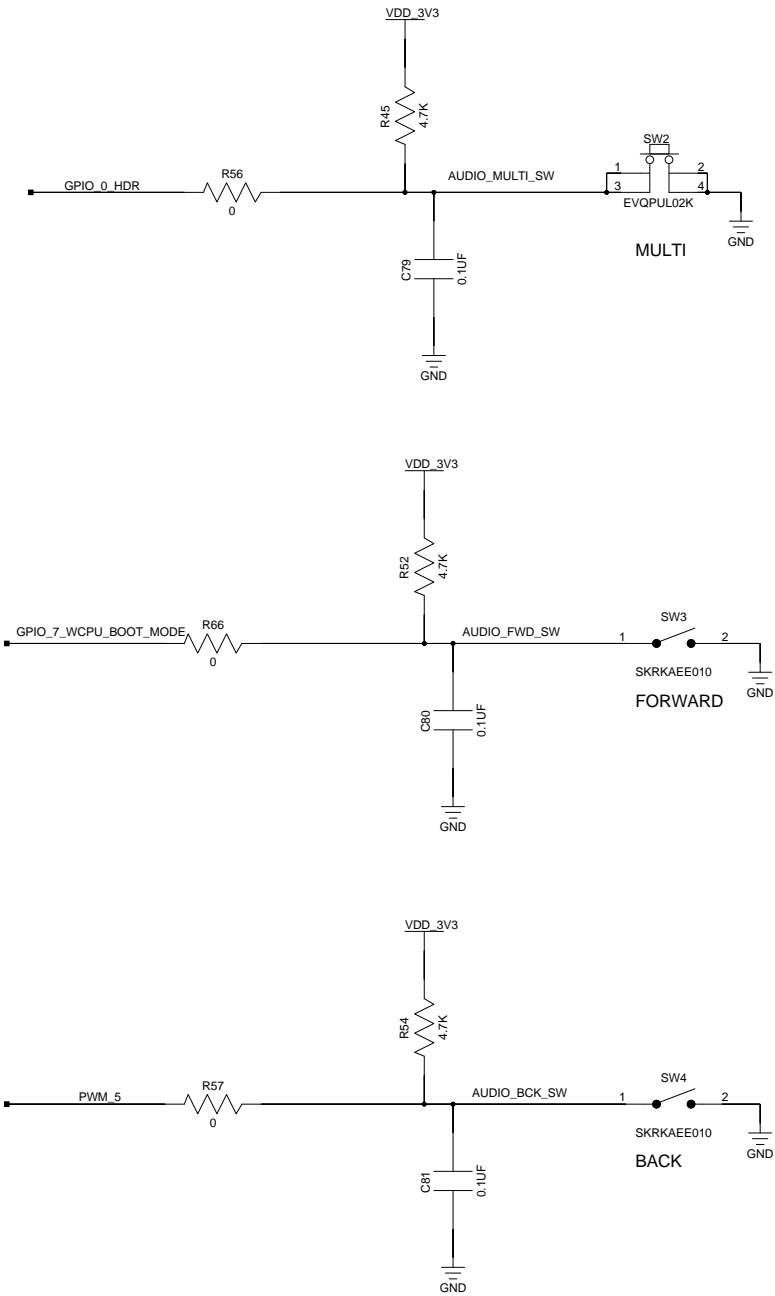 VDD_3V3
R45
4.7K
SW2
GPIO_0_HDR
R56
0
AUDIO_MULTI_SW
1
2
3
4
EVQPUL02K
MULTI
GND
C79
0.1UF
GND
VDD_3V3
R52
4.7K
GPIO_7_WCPU_BOOT_MODE
R66
0
AUDIO_FWD_SW
SW3
1
2
SKRKAEE010
FORWARD
GND
C80
0.1UF
GND
VDD_3V3
R54
4.7K
PWM_5
R57
0
AUDIO_BCK_SW
SW4
1
2
SKRKAEE010
BACK
GND
C81
0.1UF
GND